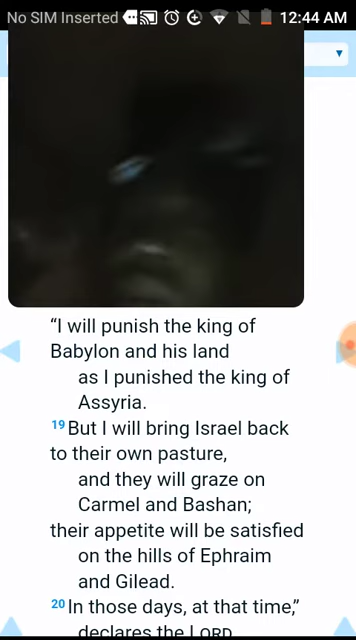 No SIM Inserted 12:44 AM
“I will punish the king of
Babylon and his land
as I punished the king of
Assyria.
19 But I will bring Israel back
to their own pasture,
and they will graze on
Carmel and Bashan;
their appetite will be satisfied
on the hills of Ephraim
and Gilead.
20 In those days, at that time,”
declares the LORD